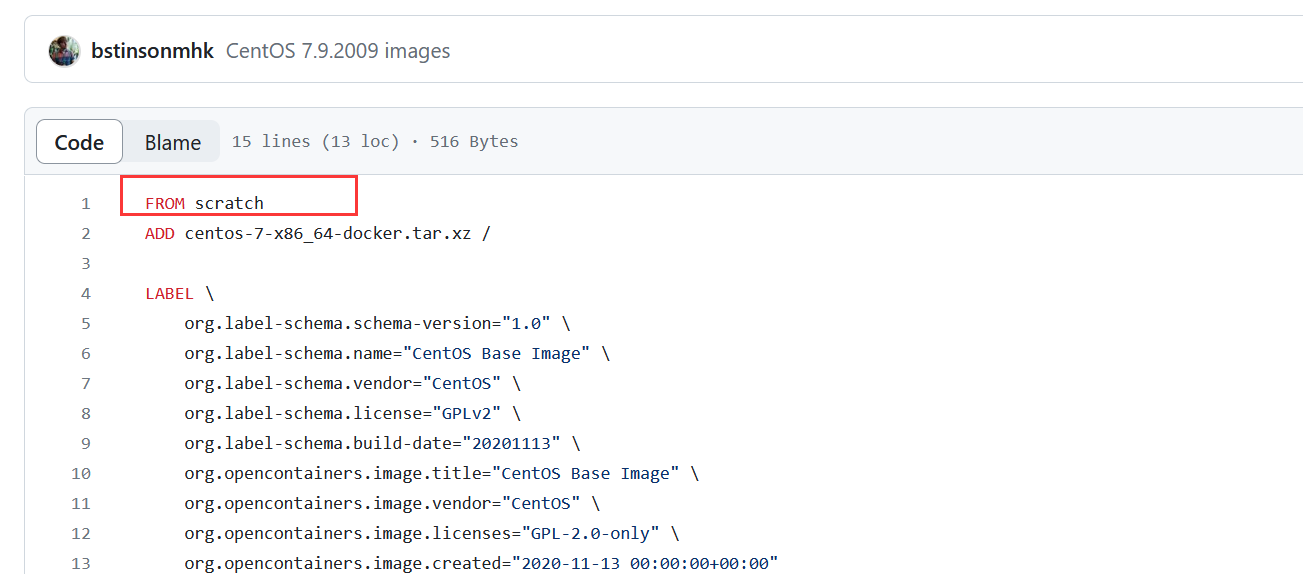 bstinsonmhk CentOS 7.9.2009 images
Code Blame 15 lines (13 loc) · 516 Bytes
1 FROM scratch
2 ADD centos-7-x86_64-docker.tar.xz /
3
4 LABEL \
5 org.label-schema.schema-version="1.0" \
6 org.label-schema.name="CentOS Base Image" \
7 org.label-schema.vendor="CentOS" \
8 org.label-schema.license="GPLv2" \
9 org.label-schema.build-date="20201113" \
10 org.opencontainers.image.title="CentOS Base Image" \
11 org.opencontainers.image.vendor="CentOS" \
12 org.opencontainers.image.licenses="GPL-2.0-only" \
13 org.opencontainers.image.created="2020-11-13 00:00:00+00:00"